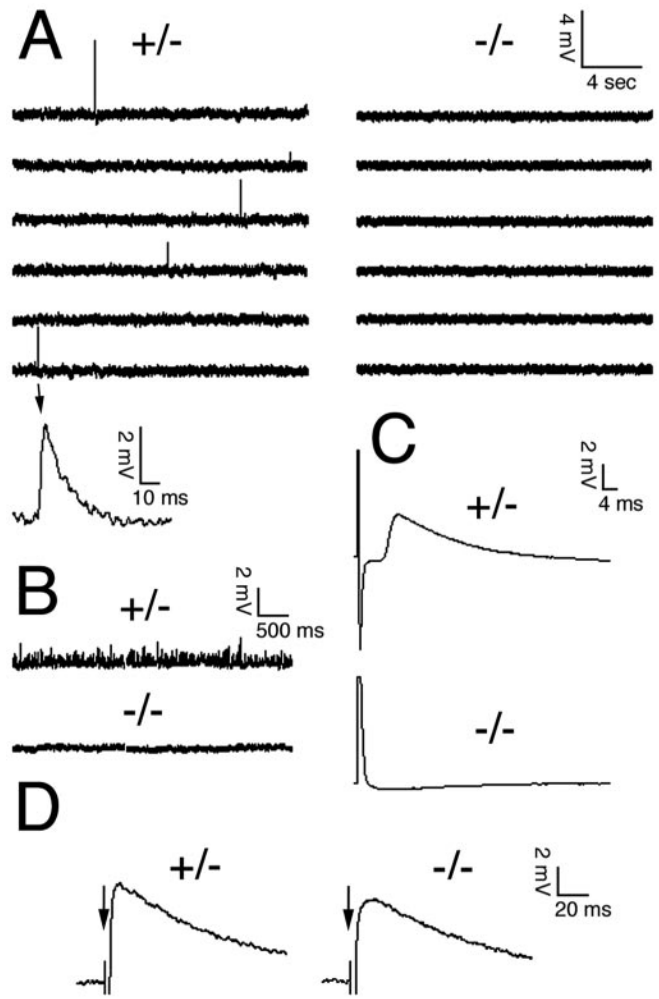 A
+/-
-/-
4 mV
4 sec
2 mV
10 ms
C
+/-
2 mV
4 ms
B
+/-
2 mV
500 ms
-/-
-/-
D
+/-
-/-
2 mV
20 ms